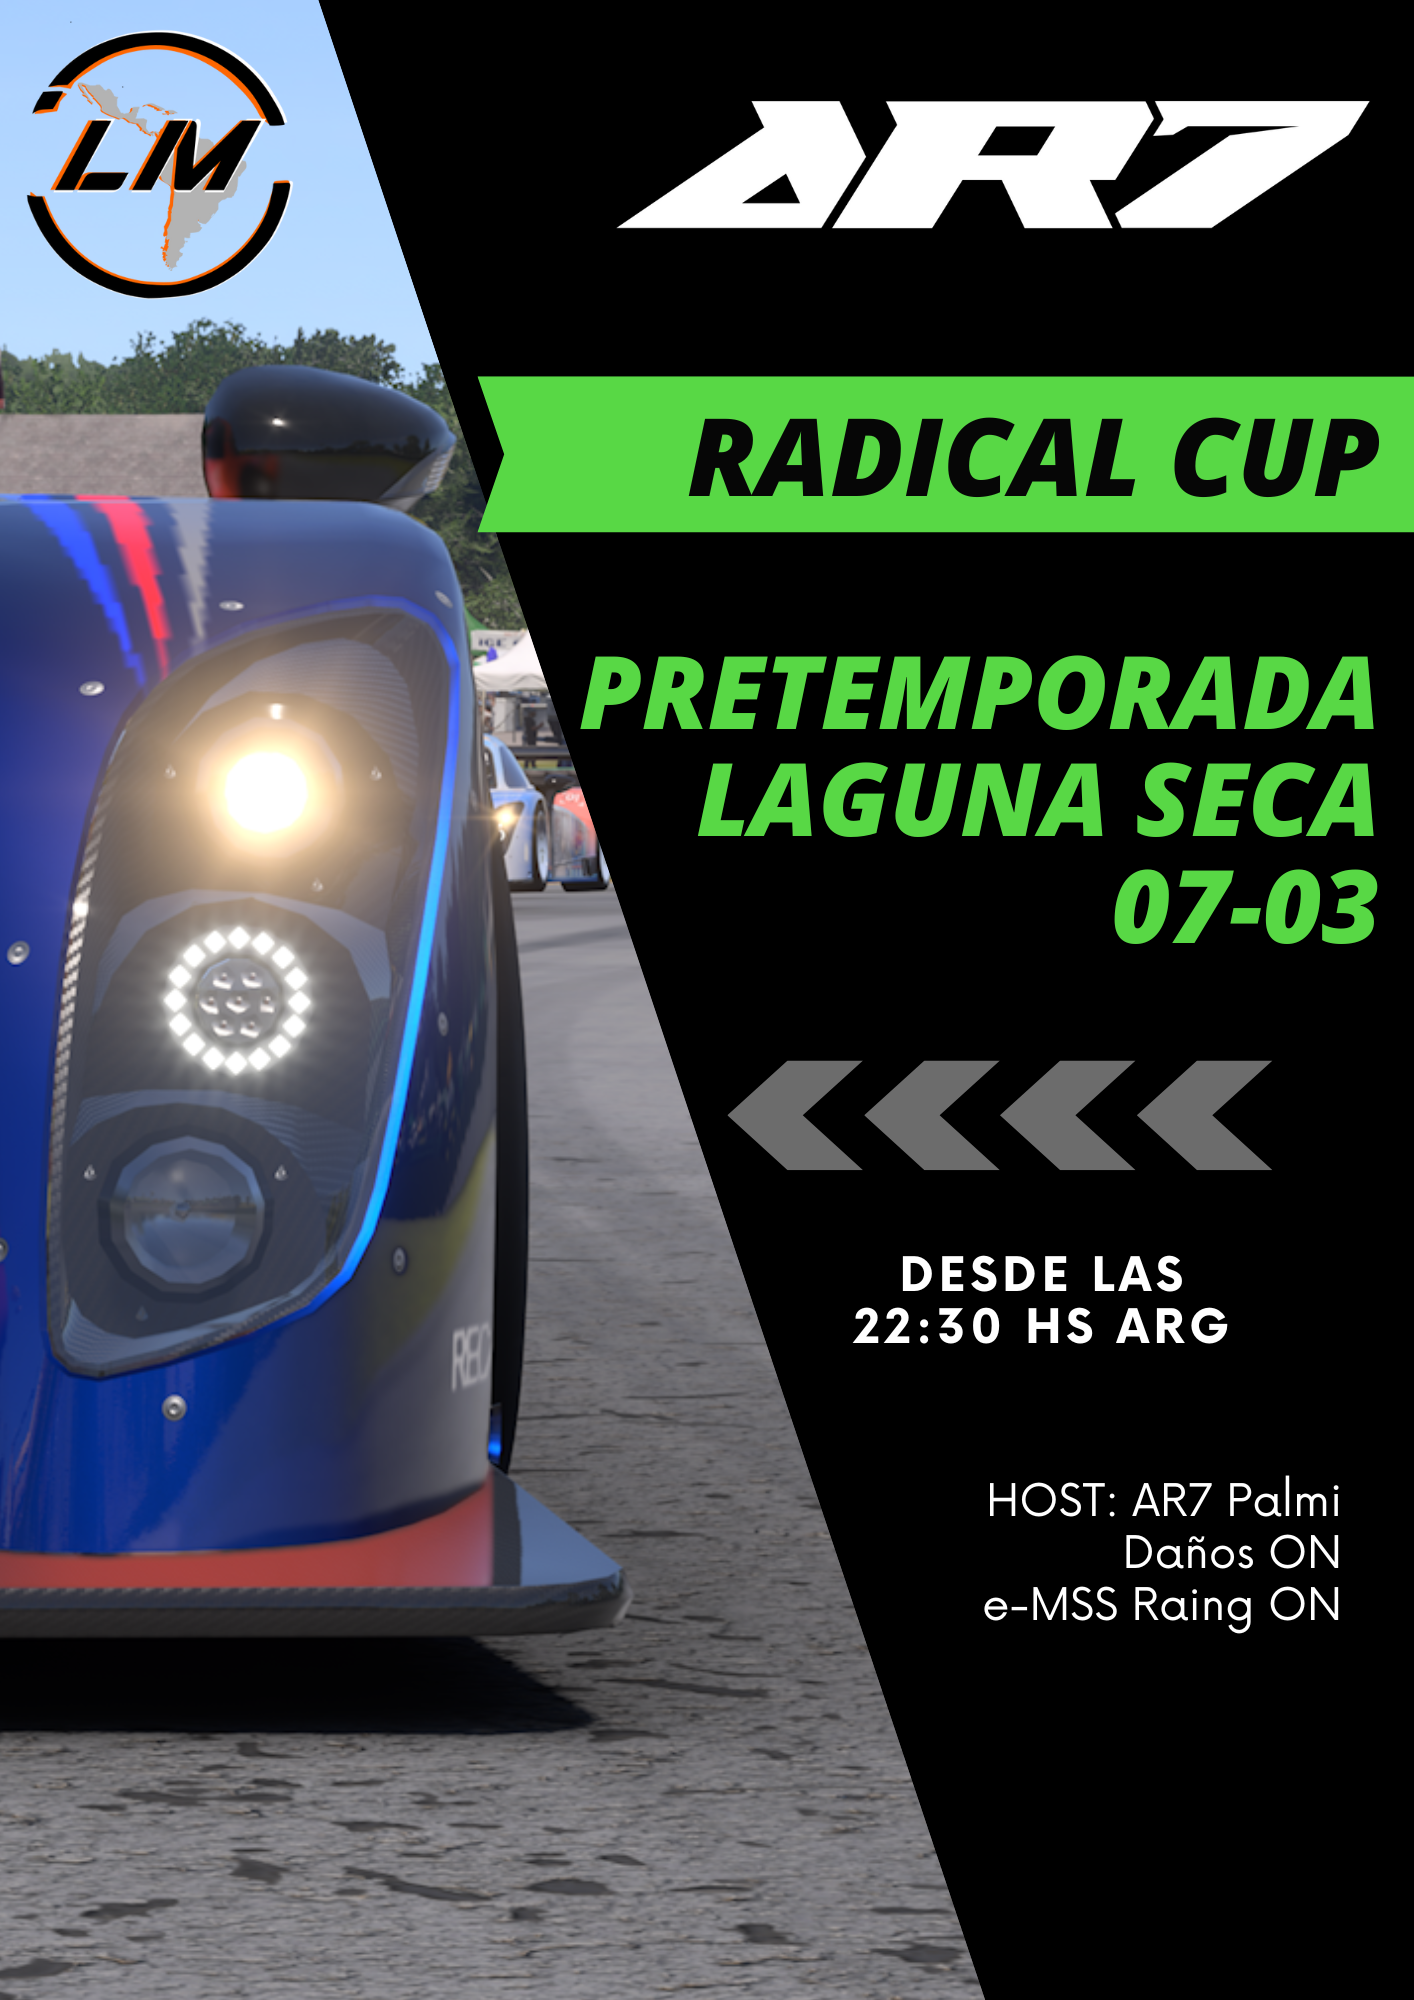 LM
AR7
RADICAL CUP
PRETEMPORADA
LAGUNA SECA
07-03
DESDE LAS
22:30 HS ARG
HOST: AR7 Palmi
Daños ON
e-MSS Raing ON